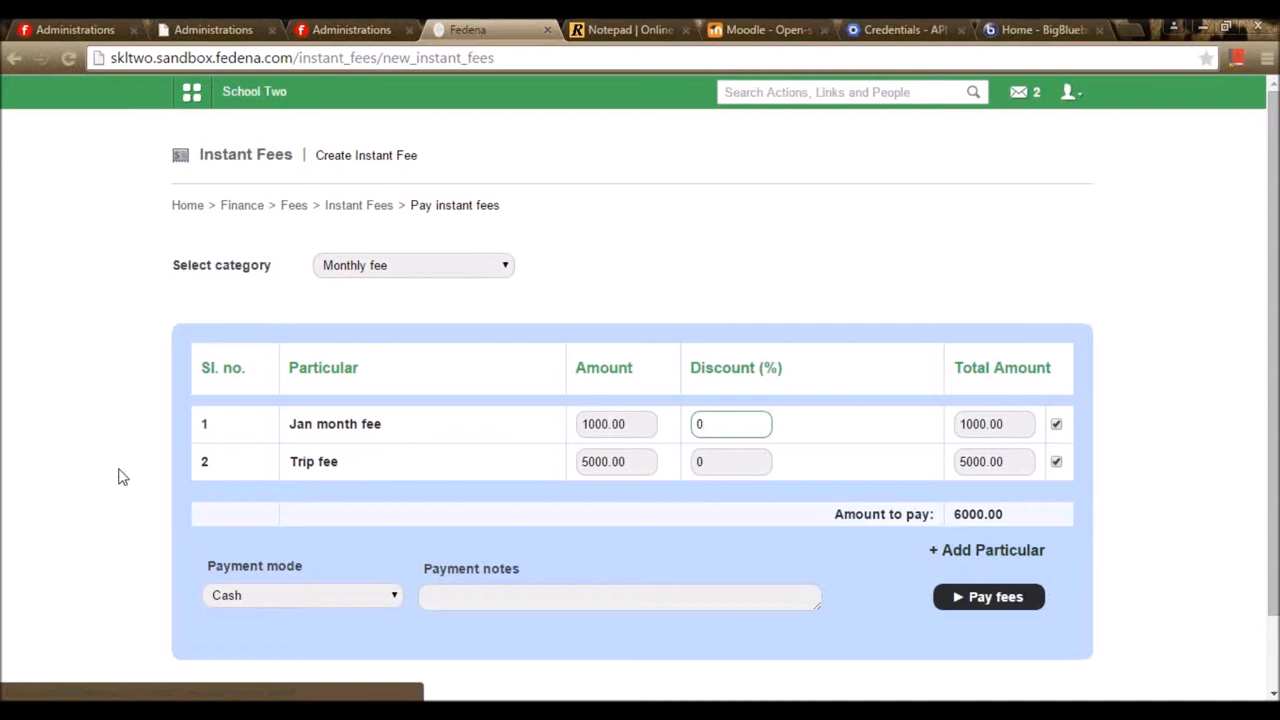 Administrations
Administrations
Administrations
Fedena
Notepad | Online
Moodle - Open-s
Credentials - API
Home - BigBlueb
skltwo.sandbox.fedena.com/instant_fees/new_instant_fees
School Two
Search Actions, Links and People
2
Instant Fees | Create Instant Fee
Home > Finance > Fees > Instant Fees > Pay instant fees
Select category Monthly fee
Sl. no. Particular Amount Discount (%) Total Amount
1 Jan month fee 1000.00 0 1000.00
2 Trip fee 5000.00 0 5000.00
Amount to pay: 6000.00
+ Add Particular
Payment mode Payment notes
Cash
Pay fees